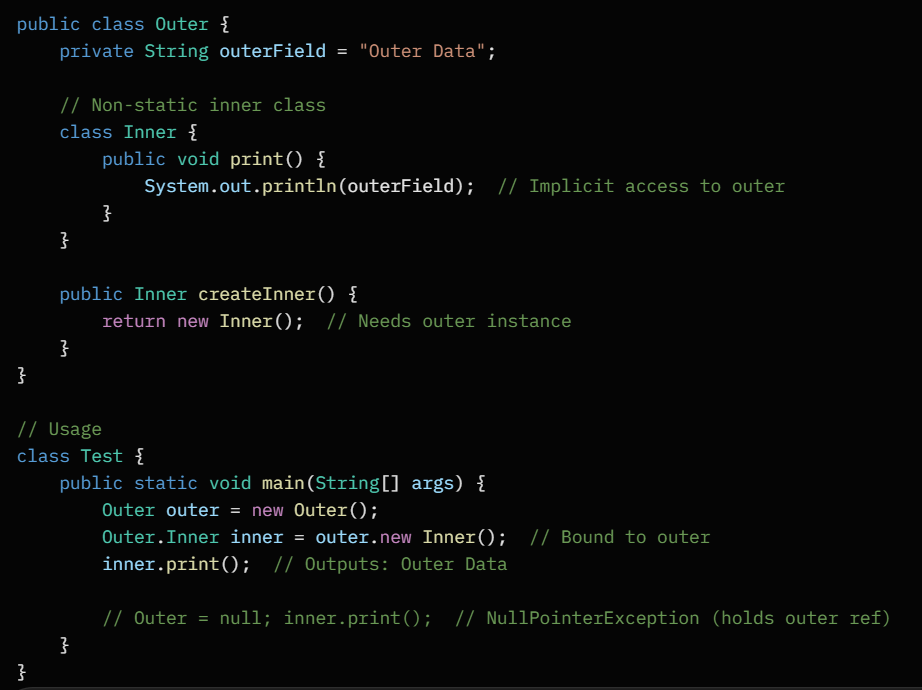 public class Outer {
    private String outerField = "Outer Data";

    // Non-static inner class
    class Inner {
        public void print() {
            System.out.println(outerField);  // Implicit access to outer
        }
    }

    public Inner createInner() {
        return new Inner();  // Needs outer instance
    }
}

// Usage
class Test {
    public static void main(String[] args) {
        Outer outer = new Outer();
        Outer.Inner inner = outer.new Inner();  // Bound to outer
        inner.print();  // Outputs: Outer Data

        // Outer = null; inner.print();  // NullPointerException (holds outer ref)
    }
}